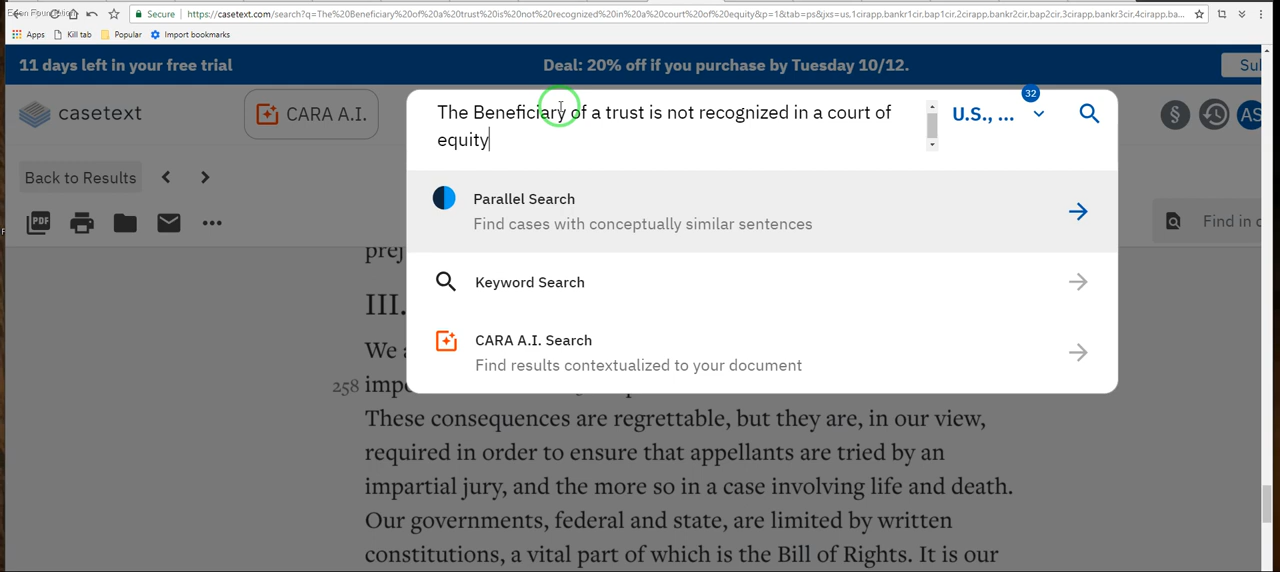 Secure https://casetext.com/search?q=The%20Beneficiary%20of%20a%20trust%20is%20not%20recognized%20in%20a%20court%20of%20equity&p=1&tab=ps&jxs=us,1cirapp,bankr1cir,bap1cir,2cirapp,bankr2cir,bap2cir,3cirapp,bankr3cir,4cirapp,ba...
Apps Kill tab Popular Import bookmarks
11 days left in your free trial Deal: 20% off if you purchase by Tuesday 10/12. Su
casetext CARA A.I. The Beneficiary of a trust is not recognized in a court of U.S., ... 32 § AS
equity
Back to Results
Parallel Search
Find cases with conceptually similar sentences
PDF Find in c
prej
Keyword Search
III.
CARA A.I. Search
We a
Find results contextualized to your document
258 impo
These consequences are regrettable, but they are, in our view,
required in order to ensure that appellants are tried by an
impartial jury, and the more so in a case involving life and death.
Our governments, federal and state, are limited by written
constitutions, a vital part of which is the Bill of Rights. It is our